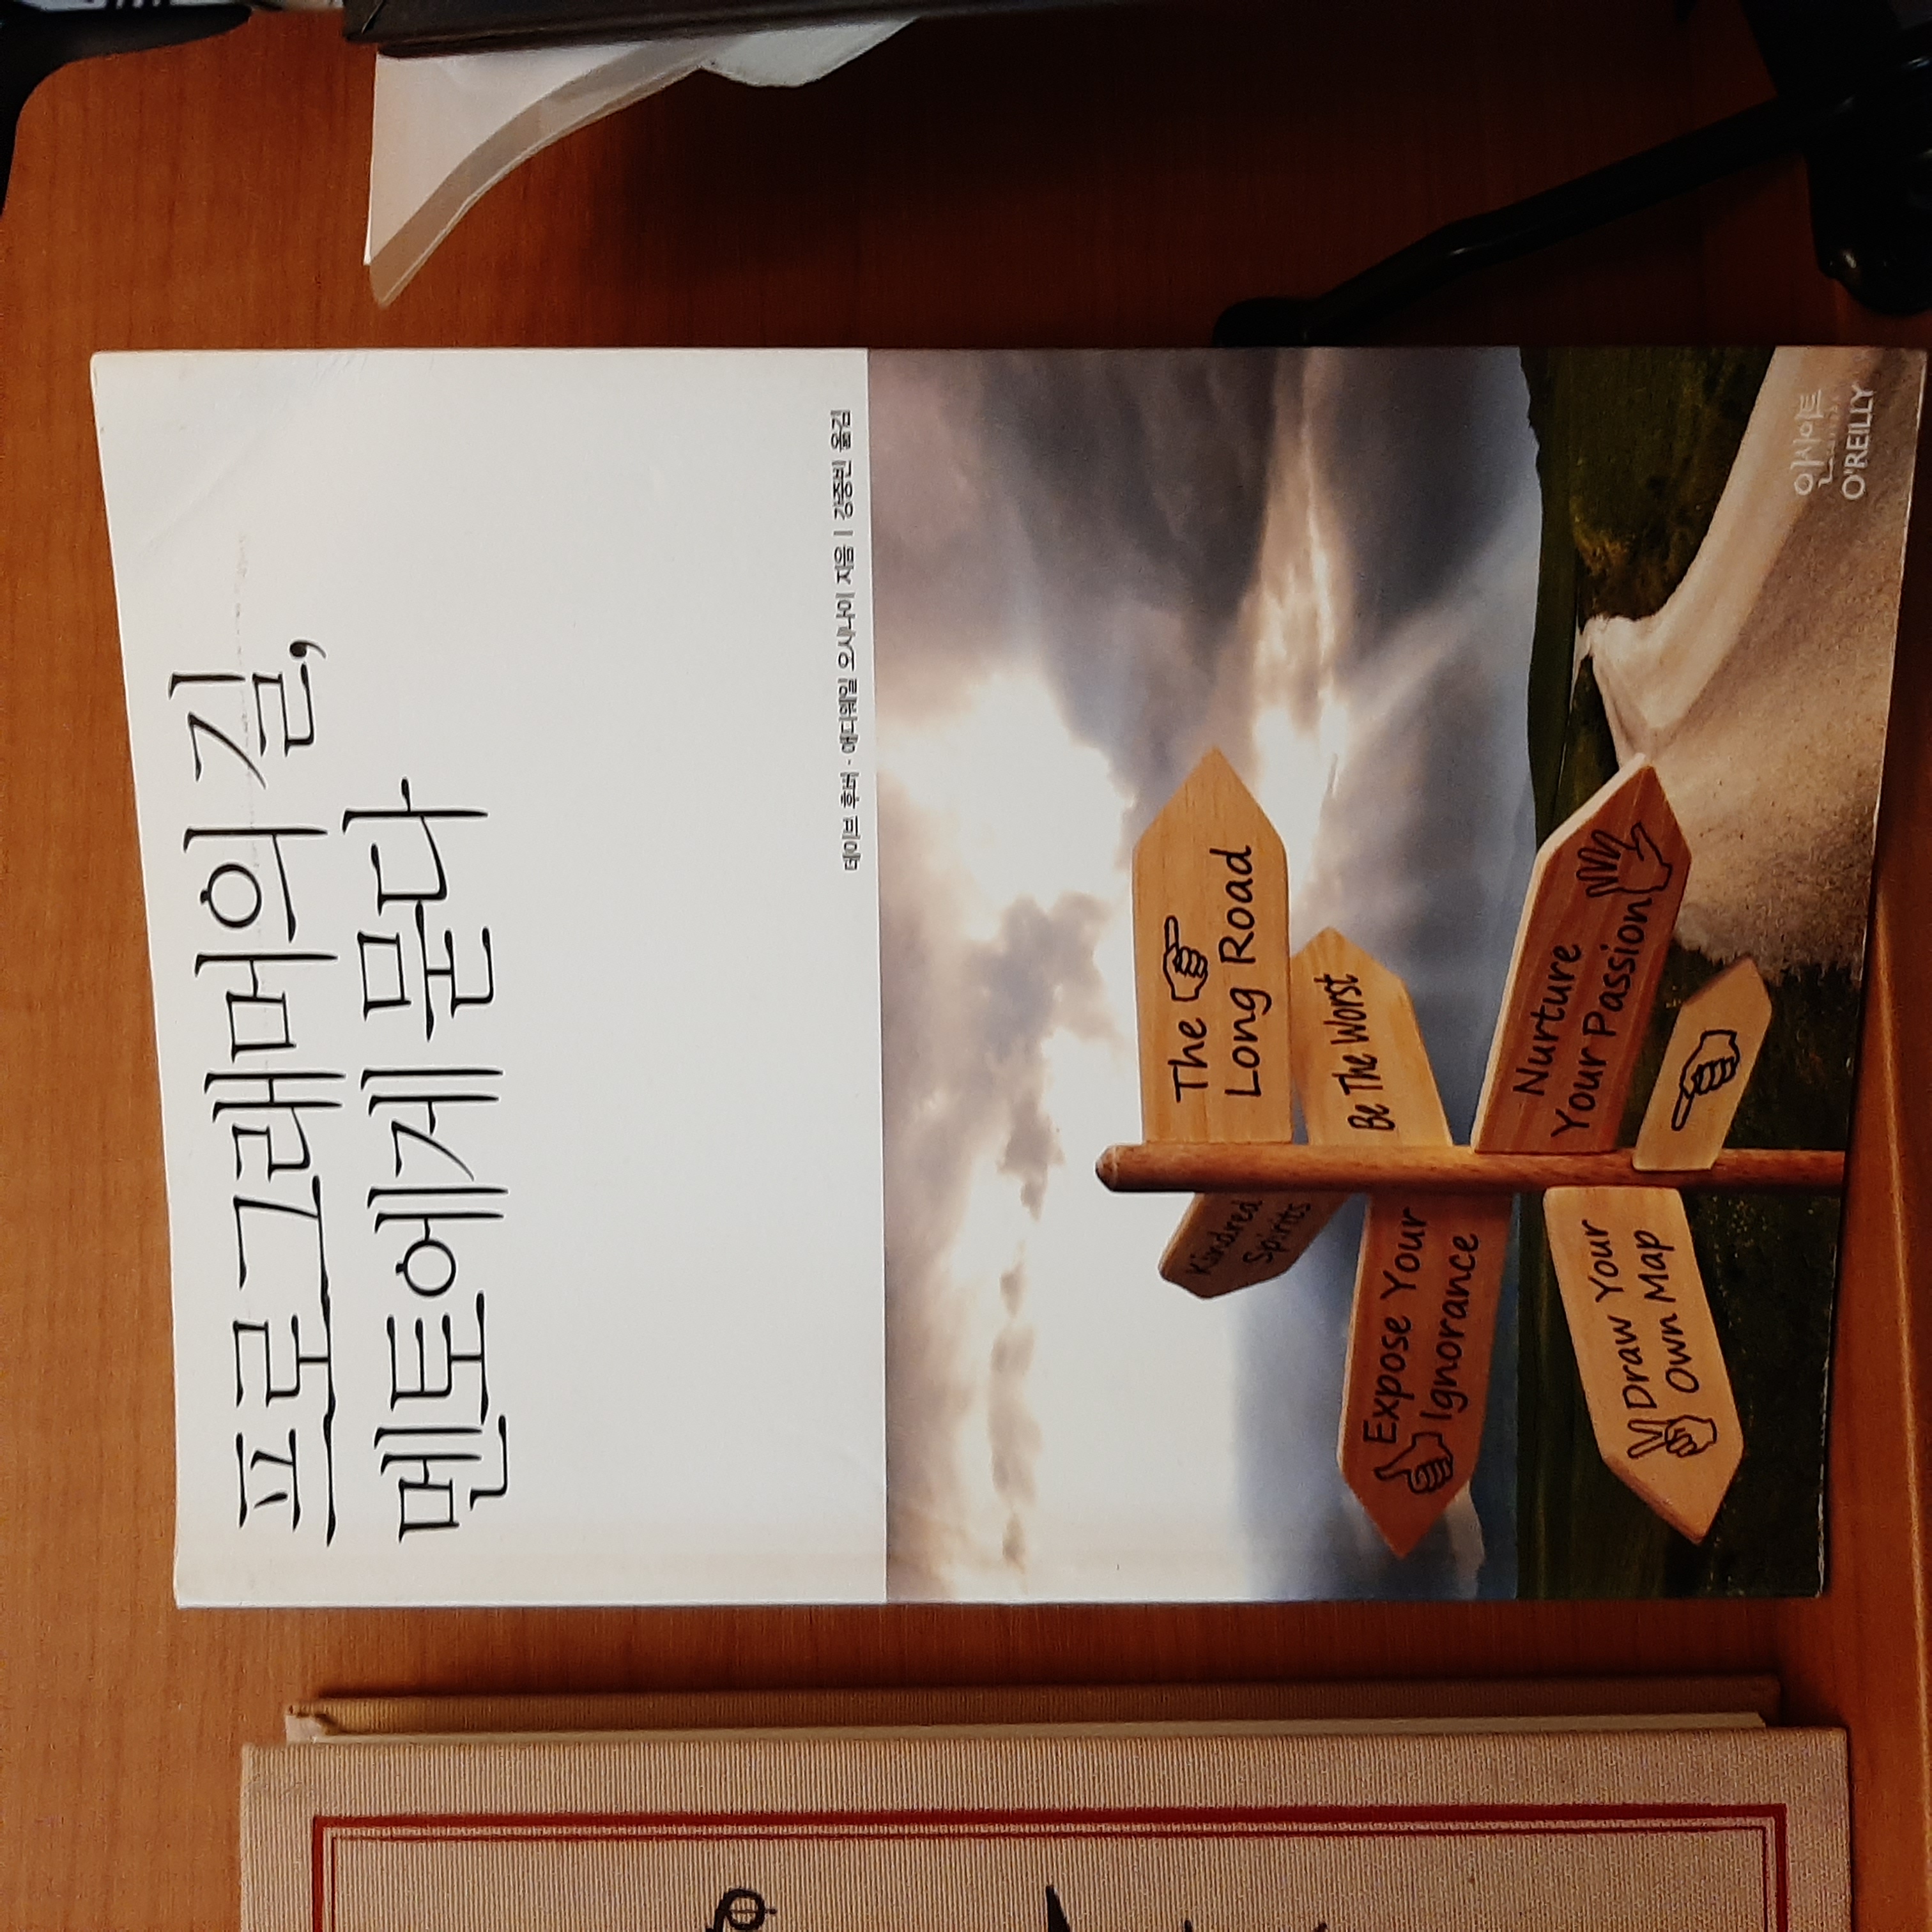 프로그래머의 길,
멘토에게 묻다
데이브 후버 · 애디웨일 오시나이 지음 | 강중빈 옮김
The
Long Road
Kindred
Spirits
Be The Worst
Expose Your
Ignorance
Nurture
Your Passion
Draw Your
Own Map
인사이트
O'REILLY